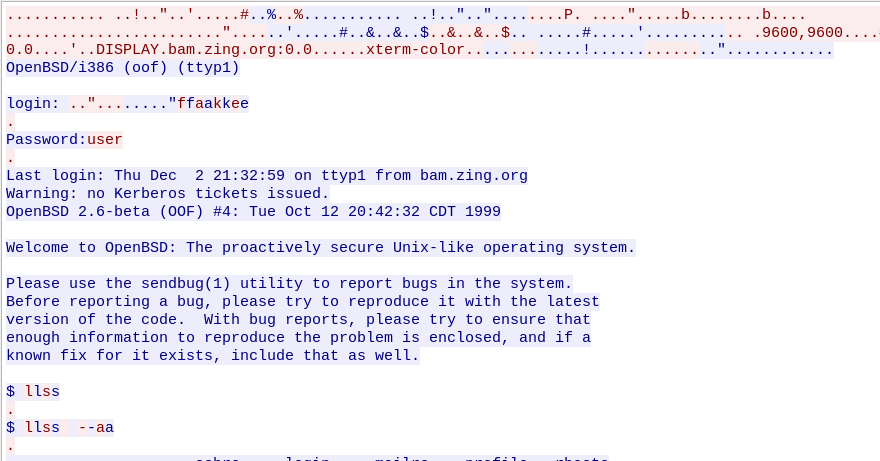 ........... ..!.."..'.....#..%..%........... ..!..".."........P. ....".....b........b....
........................"......'.....#..&..&..$..&..&..$.. .....#.....'........... .9600,9600....
0.0....'..DISPLAY.bam.zing.org:0.0......xterm-color.............!............."............
OpenBSD/i386 (oof) (ttyp1)
login: .."........."ffaakkee
.
Password:user
.
Last login: Thu Dec  2 21:32:59 on ttyp1 from bam.zing.org
Warning: no Kerberos tickets issued.
OpenBSD 2.6-beta (OOF) #4: Tue Oct 12 20:42:32 CDT 1999
Welcome to OpenBSD: The proactively secure Unix-like operating system.
Please use the sendbug(1) utility to report bugs in the system.
Before reporting a bug, please try to reproduce it with the latest
version of the code.  With bug reports, please try to ensure that
enough information to reproduce the problem is enclosed, and if a
known fix for it exists, include that as well.
$ llss
.
$ llss  --aa
.